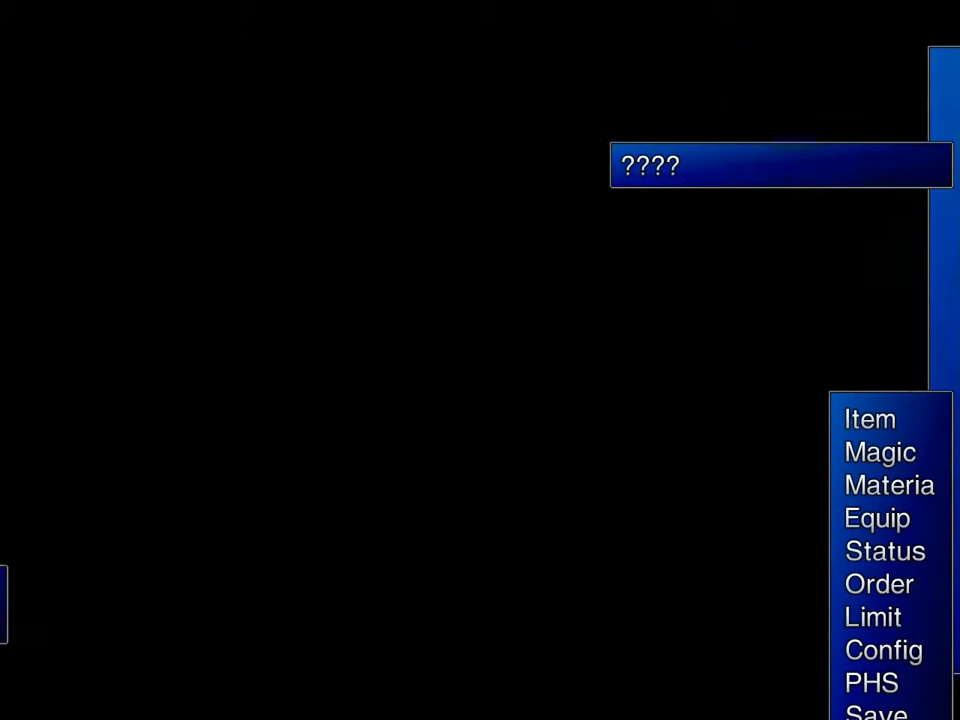 ????
Item
Magic
Materia
Equip
Status
Order
Limit
Config
PHS
Save